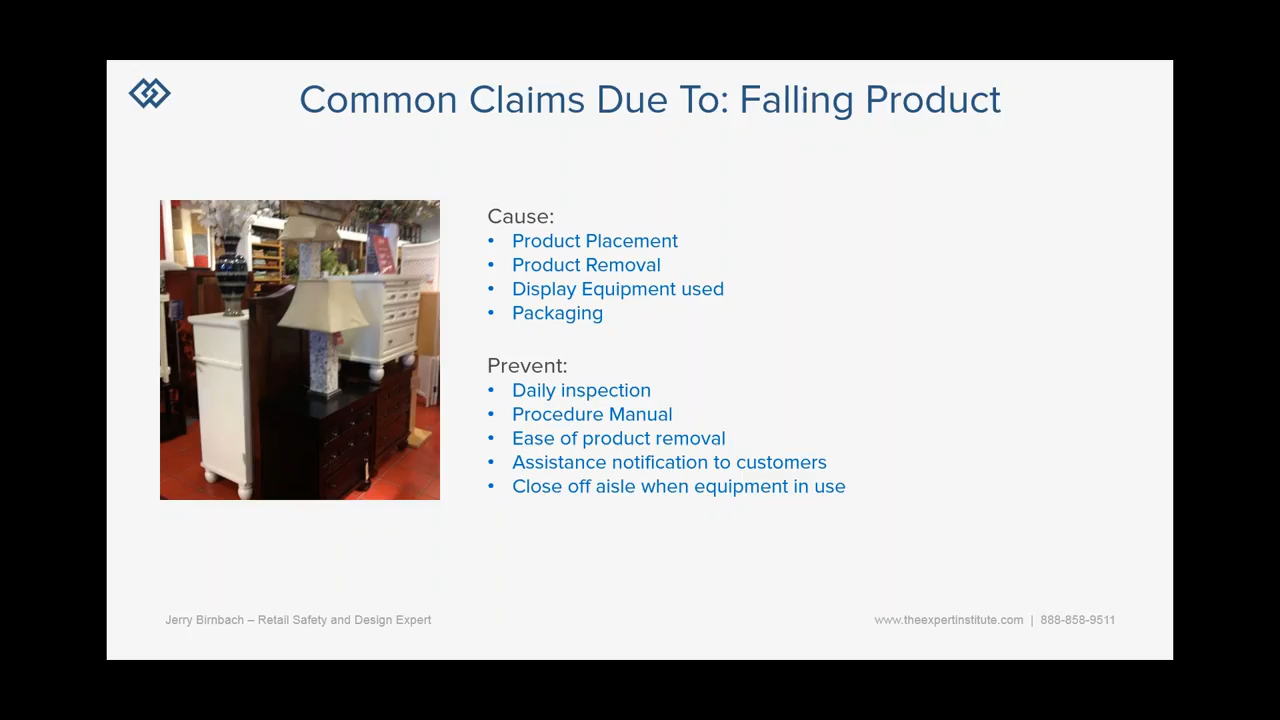 Common Claims Due To: Falling Product
Cause:
• Product Placement
• Product Removal
• Display Equipment used
• Packaging
Prevent:
• Daily inspection
• Procedure Manual
• Ease of product removal
• Assistance notification to customers
• Close off aisle when equipment in use
Jerry Birnbach – Retail Safety and Design Expert
www.theexpertinstitute.com | 888-858-9511